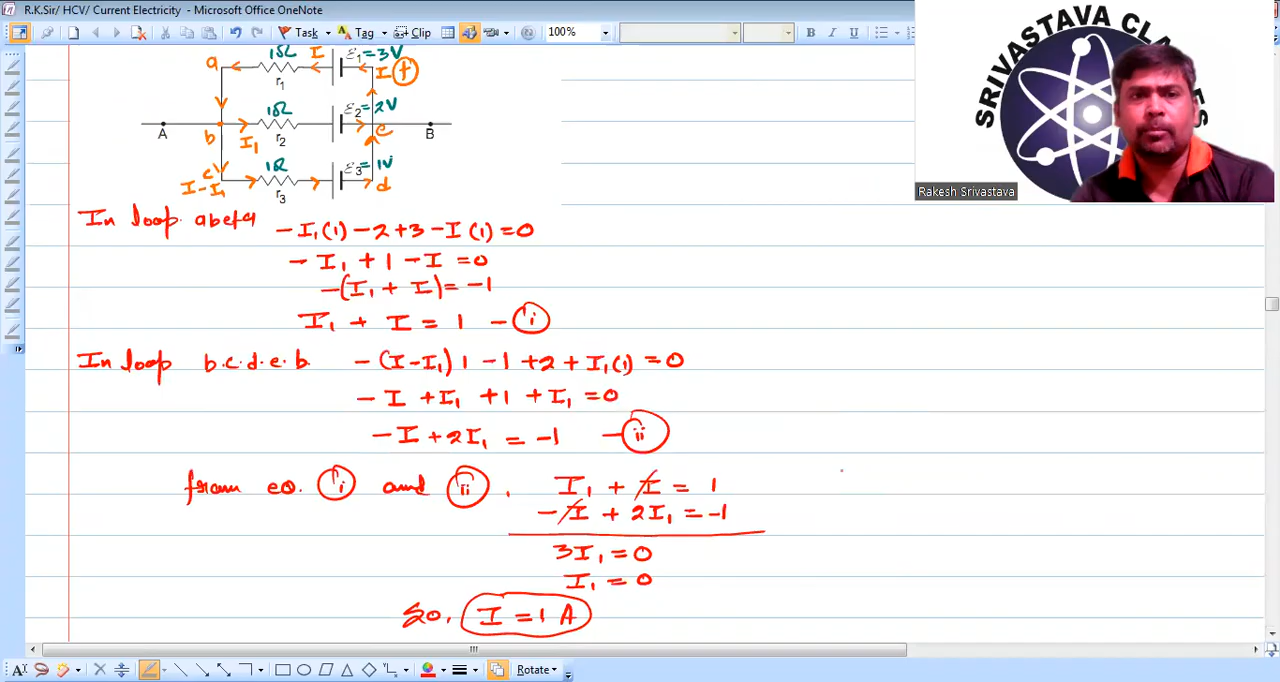 R.K.Sir/ HCV/ Current Electricity - Microsoft Office OneNote
Task Tag Clip 100% B I U
SRIVASTAVA CLASSES
Rakesh Srivastava
a 1Ω I ε1=3V
r1 I +
1Ω ε2=2V
A b I1 r2 e B
c 1Ω ε3=1V
I-I1 r3 d
In loop abefa -I1(1) -2+3 -I(1) =0
-I1 +1 -I =0
-(I1 + I) = -1
I1 + I = 1 - i
In loop b.c.d.e.b. -(I-I1)1 -1 +2 + I1(1) =0
-I +I1 +1 +I1 =0
-I+2I1 = -1 - ii
from eq. i and ii . I1 + I = 1
-I + 2I1 = -1
3I1 =0
I1 =0
So, I =1 A
Rotate